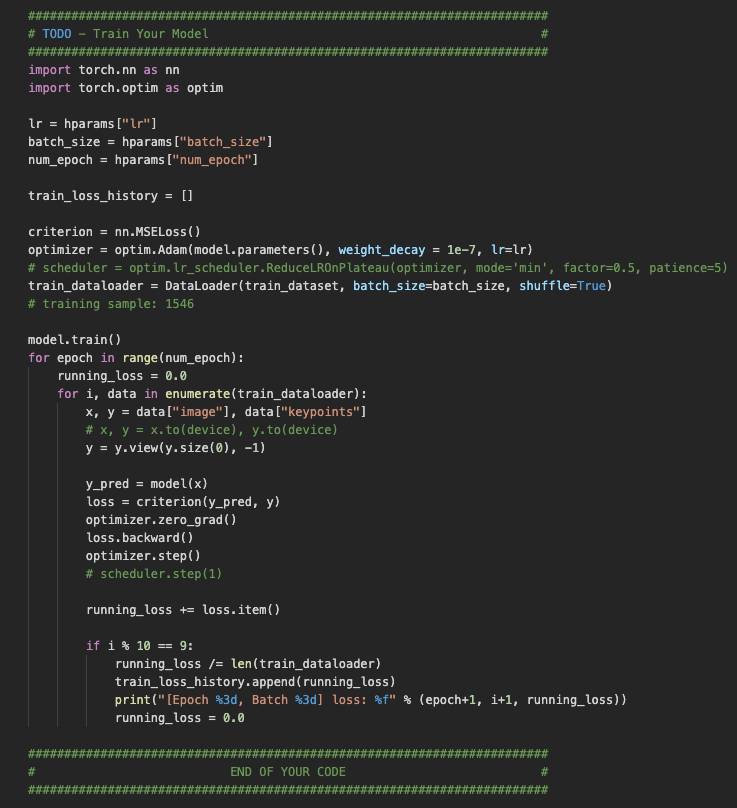 ########################################################################
# TODO - Train Your Model                                              #
########################################################################
import torch.nn as nn
import torch.optim as optim

lr = hparams["lr"]
batch_size = hparams["batch_size"]
num_epoch = hparams["num_epoch"]

train_loss_history = []

criterion = nn.MSELoss()
optimizer = optim.Adam(model.parameters(), weight_decay = 1e-7, lr=lr)
# scheduler = optim.lr_scheduler.ReduceLROnPlateau(optimizer, mode='min', factor=0.5, patience=5)
train_dataloader = DataLoader(train_dataset, batch_size=batch_size, shuffle=True)
# training sample: 1546

model.train()
for epoch in range(num_epoch):
    running_loss = 0.0
    for i, data in enumerate(train_dataloader):
        x, y = data["image"], data["keypoints"]
        # x, y = x.to(device), y.to(device)
        y = y.view(y.size(0), -1)

        y_pred = model(x)
        loss = criterion(y_pred, y)
        optimizer.zero_grad()
        loss.backward()
        optimizer.step()
        # scheduler.step(1)

        running_loss += loss.item()

        if i % 10 == 9:
            running_loss /= len(train_dataloader)
            train_loss_history.append(running_loss)
            print("[Epoch %3d, Batch %3d] loss: %f" % (epoch+1, i+1, running_loss))
            running_loss = 0.0

########################################################################
#                           END OF YOUR CODE                           #
########################################################################